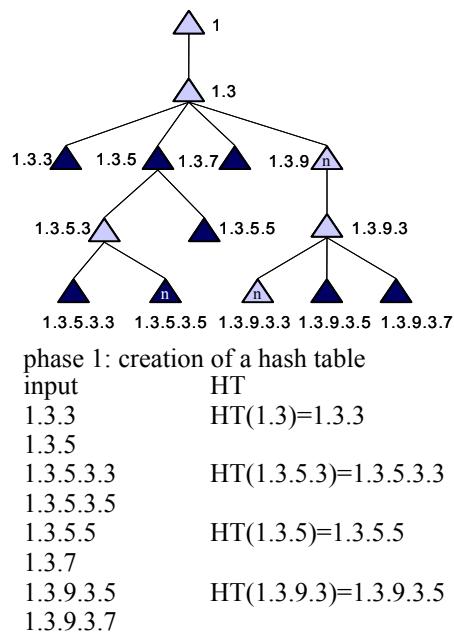 1
1.3
1.3.3 1.3.5 1.3.7 1.3.9 n
1.3.5.3 1.3.5.5 1.3.9.3
n n
1.3.5.3.3 1.3.5.3.5 1.3.9.3.3 1.3.9.3.5 1.3.9.3.7
phase 1: creation of a hash table
input HT
1.3.3 HT(1.3)=1.3.3
1.3.5
1.3.5.3.3 HT(1.3.5.3)=1.3.5.3.3
1.3.5.3.5
1.3.5.5 HT(1.3.5)=1.3.5.5
1.3.7
1.3.9.3.5 HT(1.3.9.3)=1.3.9.3.5
1.3.9.3.7